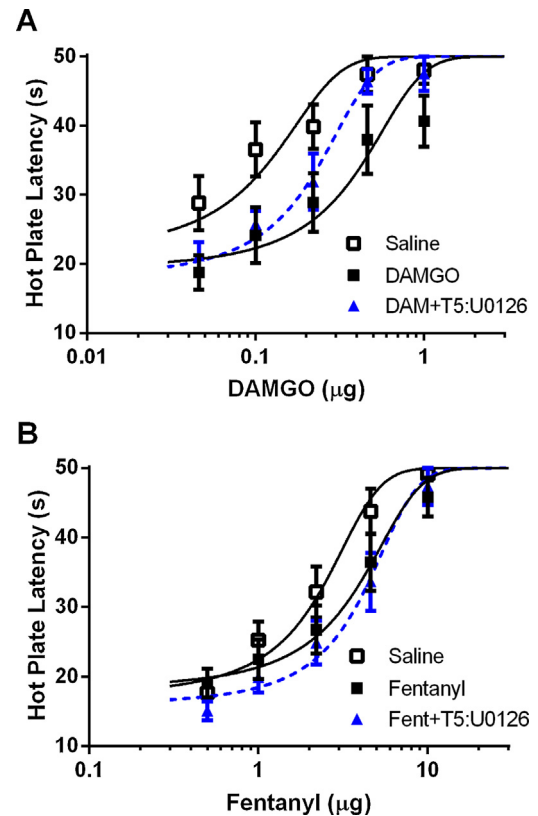 A
Hot Plate Latency (s)
50
40
30
20
10
Saline
DAMGO
DAM+T5:U0126
0.01
0.1
1
DAMGO (μg)
B
Hot Plate Latency (s)
50
40
30
20
10
Saline
Fentanyl
Fent+T5:U0126
0.1
1
10
Fentanyl (μg)